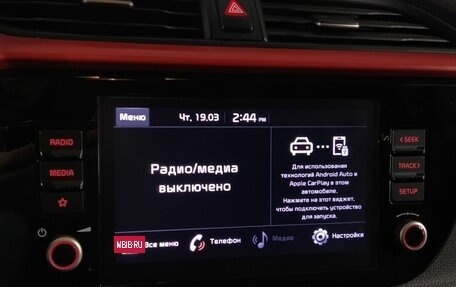 Меню
Чт. 19.03
2:44 PM
RADIO
MEDIA
< SEEK
TRACK >
SETUP
Радио/медиа
выключено
Для использования
технологий Android Auto и
Apple CarPlay в этом
автомобиле.
Нажмите на этот виджет,
чтобы подключить устройство
для запуска.
NBIB.RU
Все меню
Телефон
Медиа
Настройки